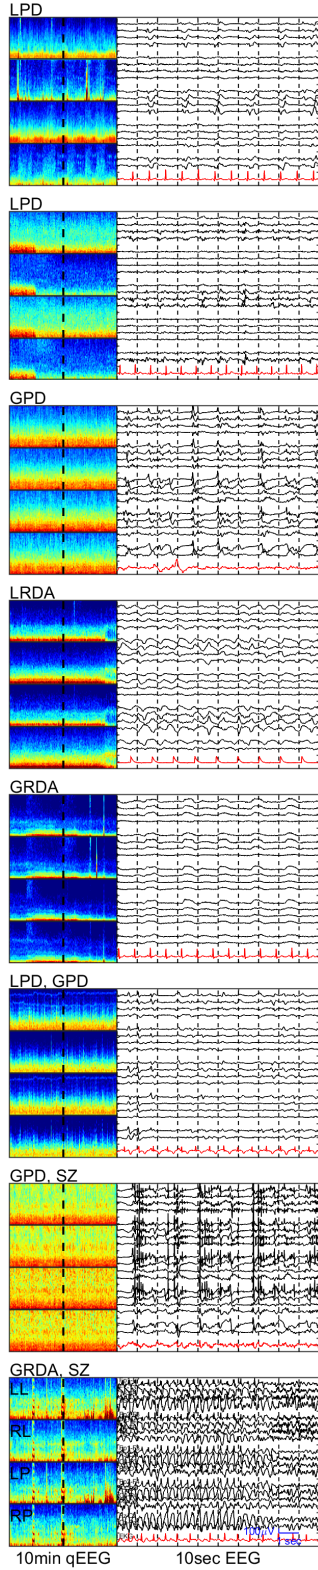 LPD
LPD
GPD
LRDA
GRDA
LPD, GPD
GPD, SZ
GRDA, SZ
LL
RL
LP
RP
100μV
sec
10min qEEG
10sec EEG